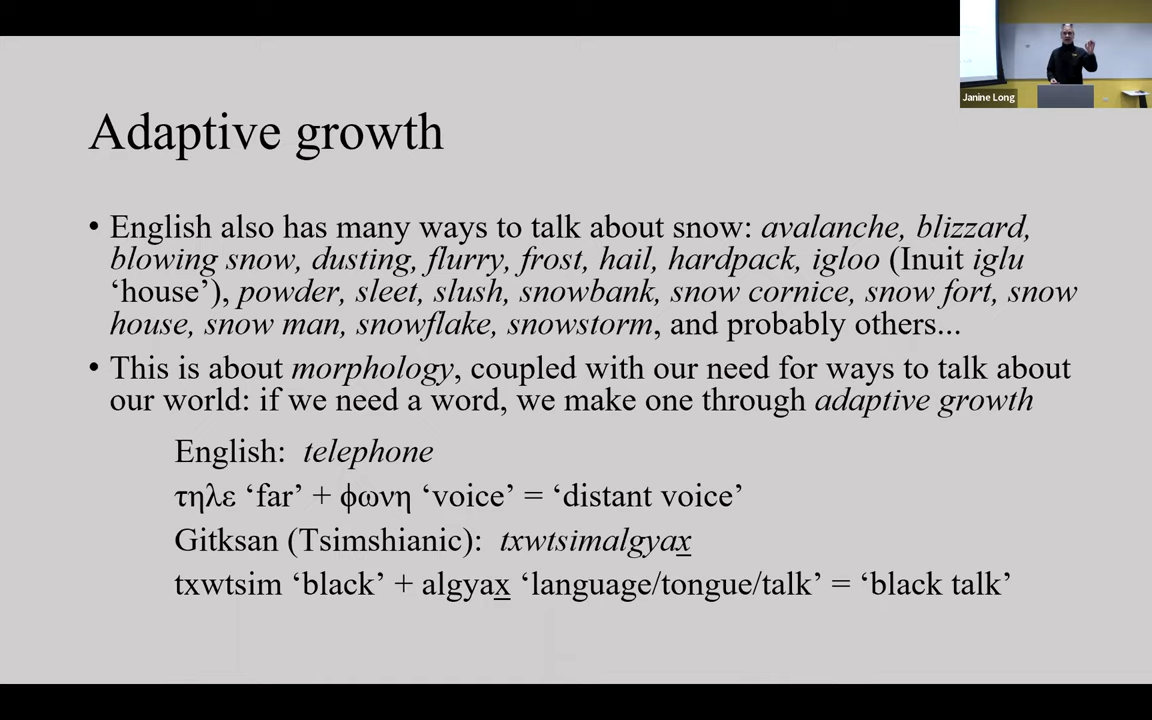 Janine Long
Adaptive growth
• English also has many ways to talk about snow: avalanche, blizzard,
blowing snow, dusting, flurry, frost, hail, hardpack, igloo (Inuit iglu
‘house’), powder, sleet, slush, snowbank, snow cornice, snow fort, snow
house, snow man, snowflake, snowstorm, and probably others...
• This is about morphology, coupled with our need for ways to talk about
our world: if we need a word, we make one through adaptive growth
English: telephone
τηλε ‘far’ + φωνη ‘voice’ = ‘distant voice’
Gitksan (Tsimshianic): txwtsimalgyax̲
txwtsim ‘black’ + algyax̲ ‘language/tongue/talk’ = ‘black talk’